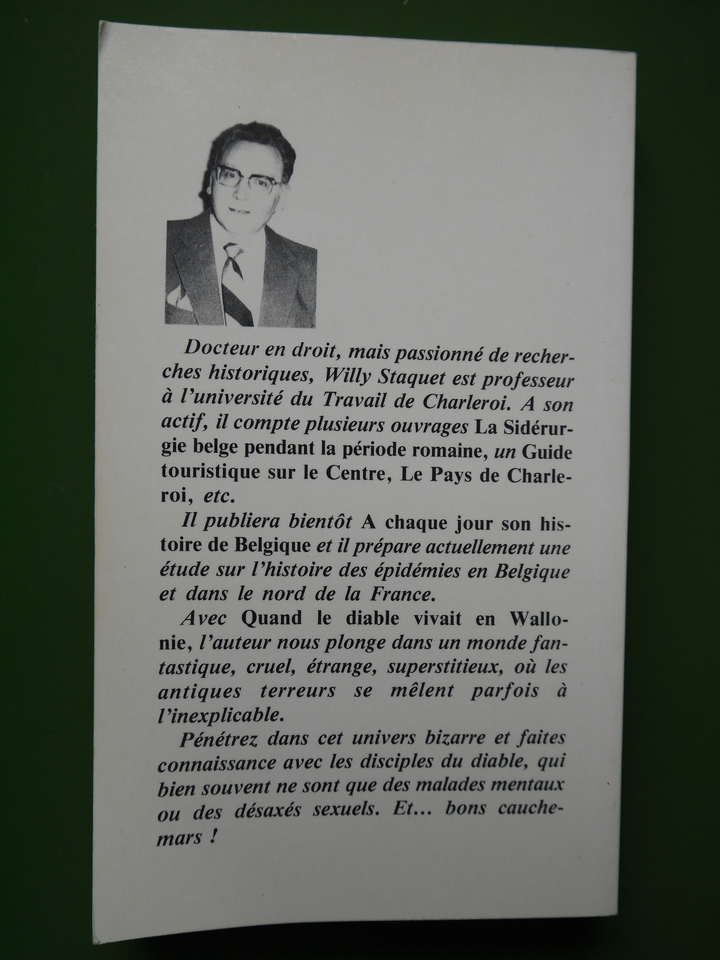 Docteur en droit, mais passionné de recher-
ches historiques, Willy Staquet est professeur
à l'université du Travail de Charleroi. A son
actif, il compte plusieurs ouvrages La Sidérur-
gie belge pendant la période romaine, un Guide
touristique sur le Centre, Le Pays de Charle-
roi, etc.
Il publiera bientôt A chaque jour son his-
toire de Belgique et il prépare actuellement une
étude sur l'histoire des épidémies en Belgique
et dans le nord de la France.
Avec Quand le diable vivait en Wallo-
nie, l'auteur nous plonge dans un monde fan-
tastique, cruel, étrange, superstitieux, où les
antiques terreurs se mêlent parfois à
l'inexplicable.
Pénétrez dans cet univers bizarre et faites
connaissance avec les disciples du diable, qui
bien souvent ne sont que des malades mentaux
ou des désaxés sexuels. Et... bons cauche-
mars !